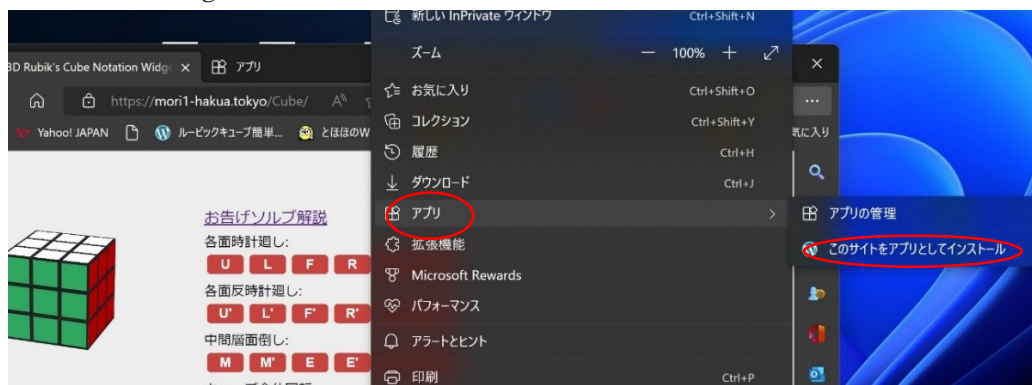 新しい InPrivate ウィンドウ Ctrl+Shift+N
ズーム — 100% +
3D Rubik's Cube Notation Widg
アプリ
https://mori1-hakua.tokyo/Cube/
Yahoo! JAPAN
ルービックキューブ簡単...
とほほのW
お気に入り Ctrl+Shift+O
コレクション Ctrl+Shift+Y
気に入り
履歴 Ctrl+H
ダウンロード Ctrl+J
アプリ
アプリの管理
拡張機能
このサイトをアプリとしてインストール
Microsoft Rewards
パフォーマンス
アラートとヒント
印刷 Ctrl+P
お告げソルブ解説
各面時計廻し:
U L F R
各面反時計廻し:
U' L' F' R'
中間層面倒し:
M M' E E'